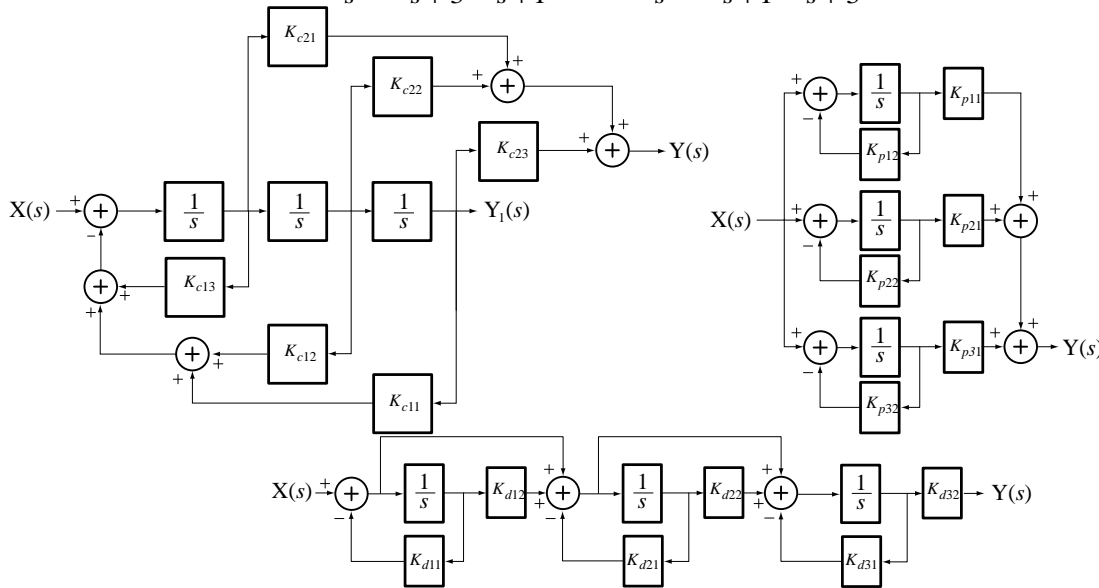 K_{c21}
+
+
K_{c22}
+
+
+
K_{c23}
+
Y(s)
X(s)
+
1/s
1/s
1/s
Y_1(s)
−
K_{c13}
+
+
K_{c12}
+
+
K_{c11}
+
+
1/s
K_{p11}
−
K_{p12}
+
X(s)
+
+
1/s
K_{p21}
+
+
−
K_{p22}
+
+
+
1/s
K_{p31}
+
+
Y(s)
−
K_{p32}
X(s)
+
+
1/s
K_{d12}
+
+
+
1/s
K_{d22}
+
+
+
1/s
K_{d32}
Y(s)
−
K_{d11}
−
K_{d21}
−
K_{d31}